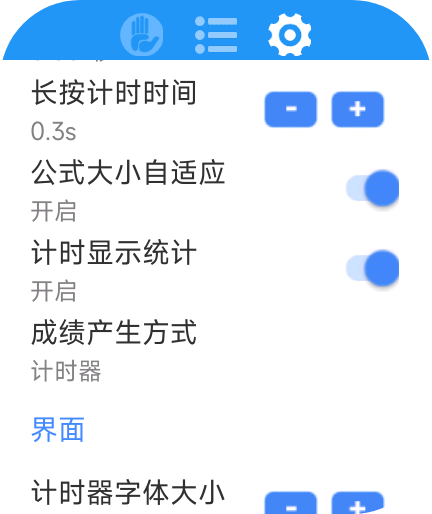 长按计时时间
0.3s
- +
公式大小自适应
开启
计时显示统计
开启
成绩产生方式
计时器
界面
计时器字体大小
- +